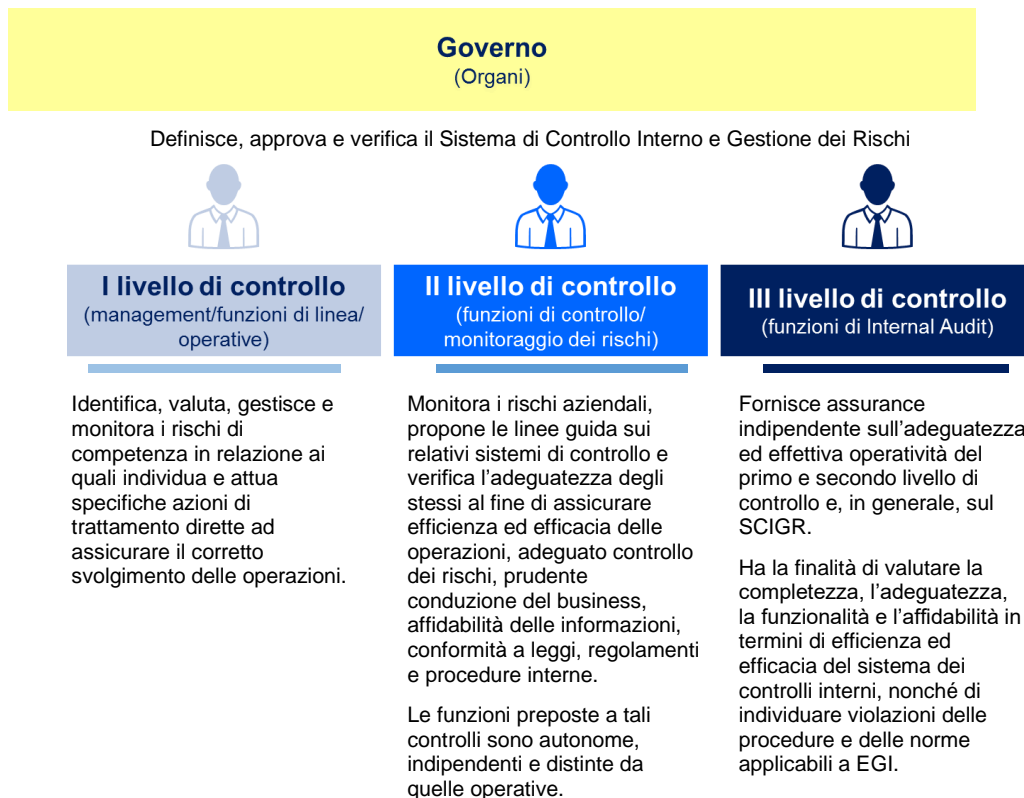 Governo
(Organi)
Definisce, approva e verifica il Sistema di Controllo Interno e Gestione dei Rischi
I livello di controllo
(management/funzioni di linea/
operative)
Identifica, valuta, gestisce e
monitora i rischi di
competenza in relazione ai
quali individua e attua
specifiche azioni di
trattamento dirette ad
assicurare il corretto
svolgimento delle operazioni.
II livello di controllo
(funzioni di controllo/
monitoraggio dei rischi)
Monitora i rischi aziendali,
propone le linee guida sui
relativi sistemi di controllo e
verifica l’adeguatezza degli
stessi al fine di assicurare
efficienza ed efficacia delle
operazioni, adeguato controllo
dei rischi, prudente
conduzione del business,
affidabilità delle informazioni,
conformità a leggi, regolamenti
e procedure interne.
Le funzioni preposte a tali
controlli sono autonome,
indipendenti e distinte da
quelle operative.
III livello di controllo
(funzioni di Internal Audit)
Fornisce assurance
indipendente sull’adeguatezza
ed effettiva operatività del
primo e secondo livello di
controllo e, in generale, sul
SCIGR.
Ha la finalità di valutare la
completezza, l’adeguatezza,
la funzionalità e l’affidabilità in
termini di efficienza ed
efficacia del sistema dei
controlli interni, nonché di
individuare violazioni delle
procedure e delle norme
applicabili a EGI.